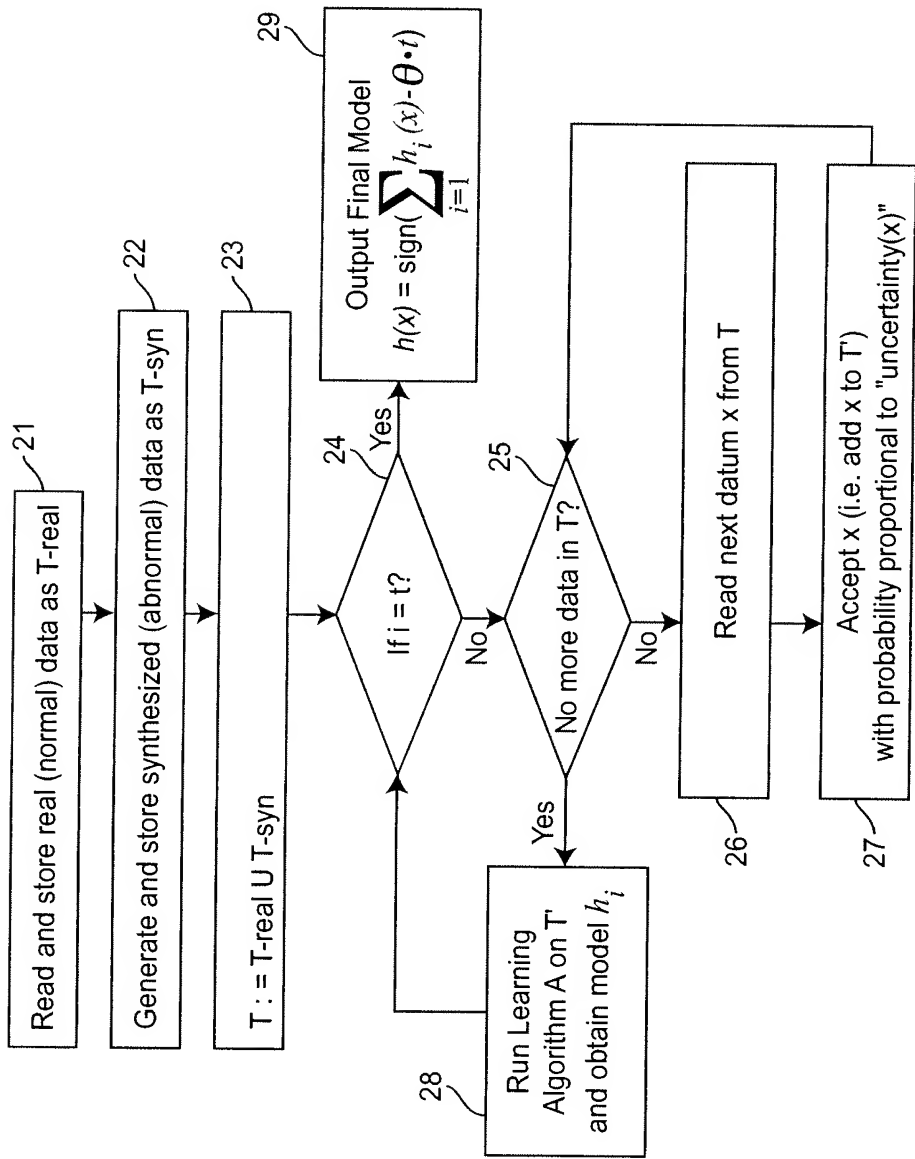 21
Read and store real (normal) data as T-real
22
Generate and store synthesized (abnormal) data as T-syn
23
T : = T-real U T-syn
24
If i = t?
Yes
No
29
Output Final Model
h(x) = sign( ∑ h_i (x)- θ•t)
i=1
25
No more data in T?
Yes
No
28
Run Learning
Algorithm A on T'
and obtain model h_i
26
Read next datum x from T
27
Accept x (i.e. add x to T')
with probability proportional to "uncertainty(x)"